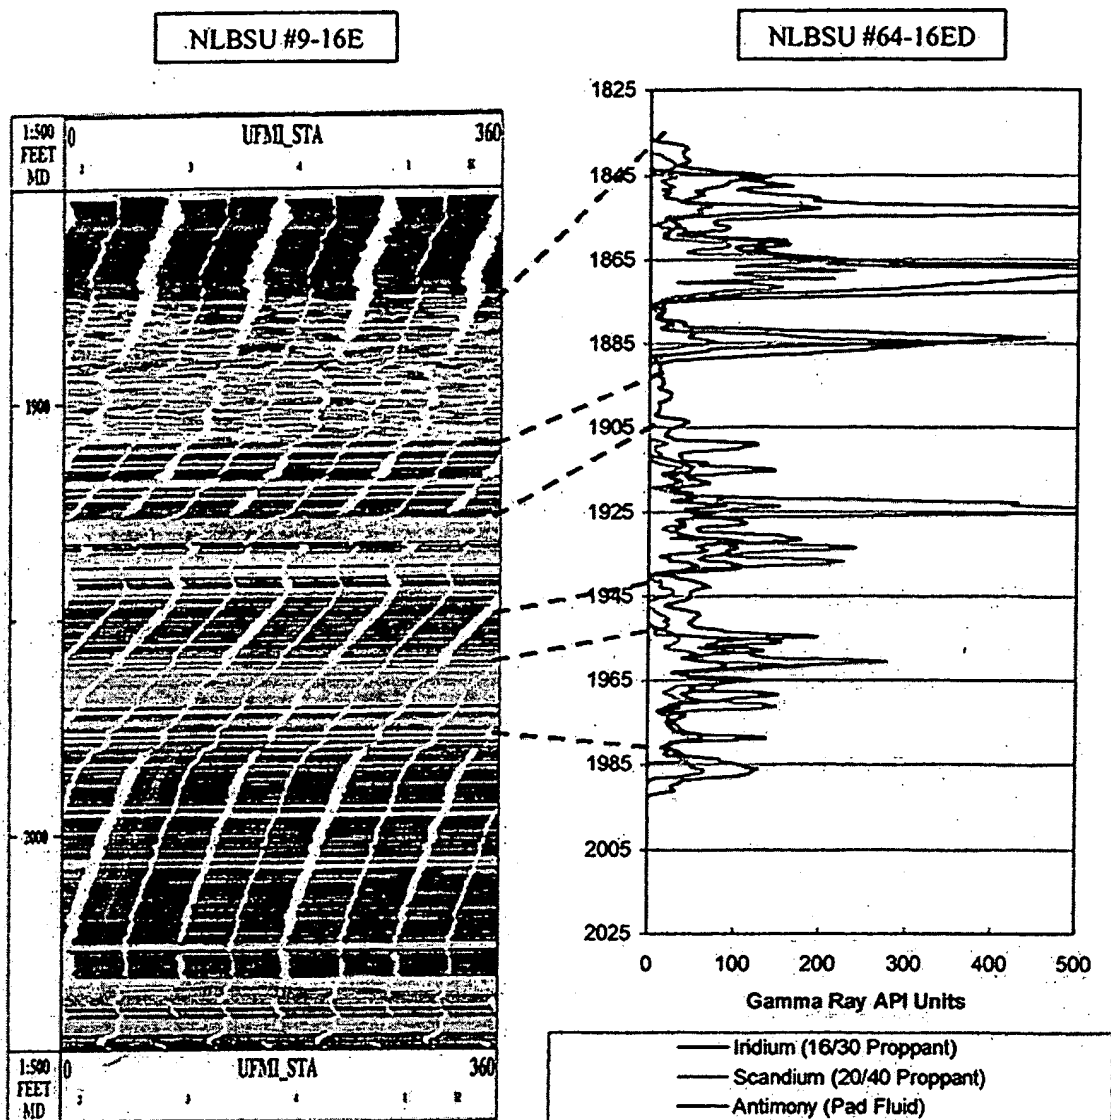 NLBSU #9-16E
NLBSU #64-16ED
1:500
FEET
MD
0 UFMI_STA 360
1900
2000
1:500
FEET
MD
0 UFMI_STA 360
1825
1845
1865
1885
1905
1925
1945
1965
1985
2005
2025
0 100 200 300 400 500
Gamma Ray API Units
Iridium (16/30 Proppant)
Scandium (20/40 Proppant)
Antimony (Pad Fluid)